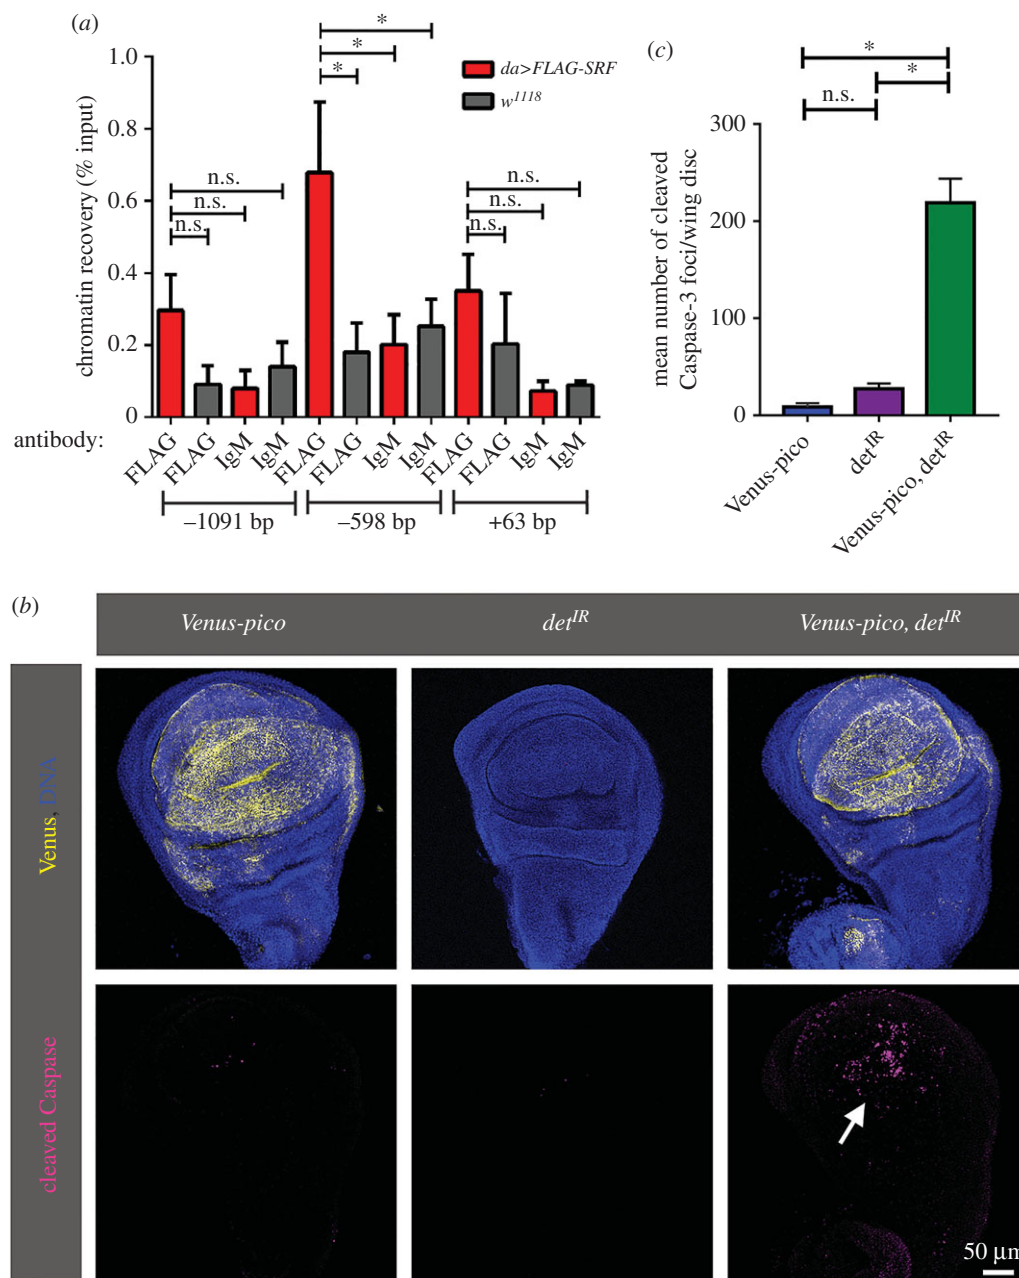 (a)
chromatin recovery (% input)
1.0
0.8
0.6
0.4
0.2
0
*
*
*
n.s.
n.s.
n.s.
n.s.
n.s.
n.s.
da>FLAG-SRF
w1118
antibody:
FLAG
FLAG
IgM
IgM
FLAG
FLAG
IgM
IgM
FLAG
FLAG
IgM
IgM
–1091 bp
–598 bp
+63 bp
(c)
mean number of cleaved
Caspase-3 foci/wing disc
300
200
100
0
*
*
n.s.
Venus-pico
detIR
Venus-pico, detIR
(b)
Venus-pico
detIR
Venus-pico, detIR
Venus, DNA
cleaved Caspase
50 µm